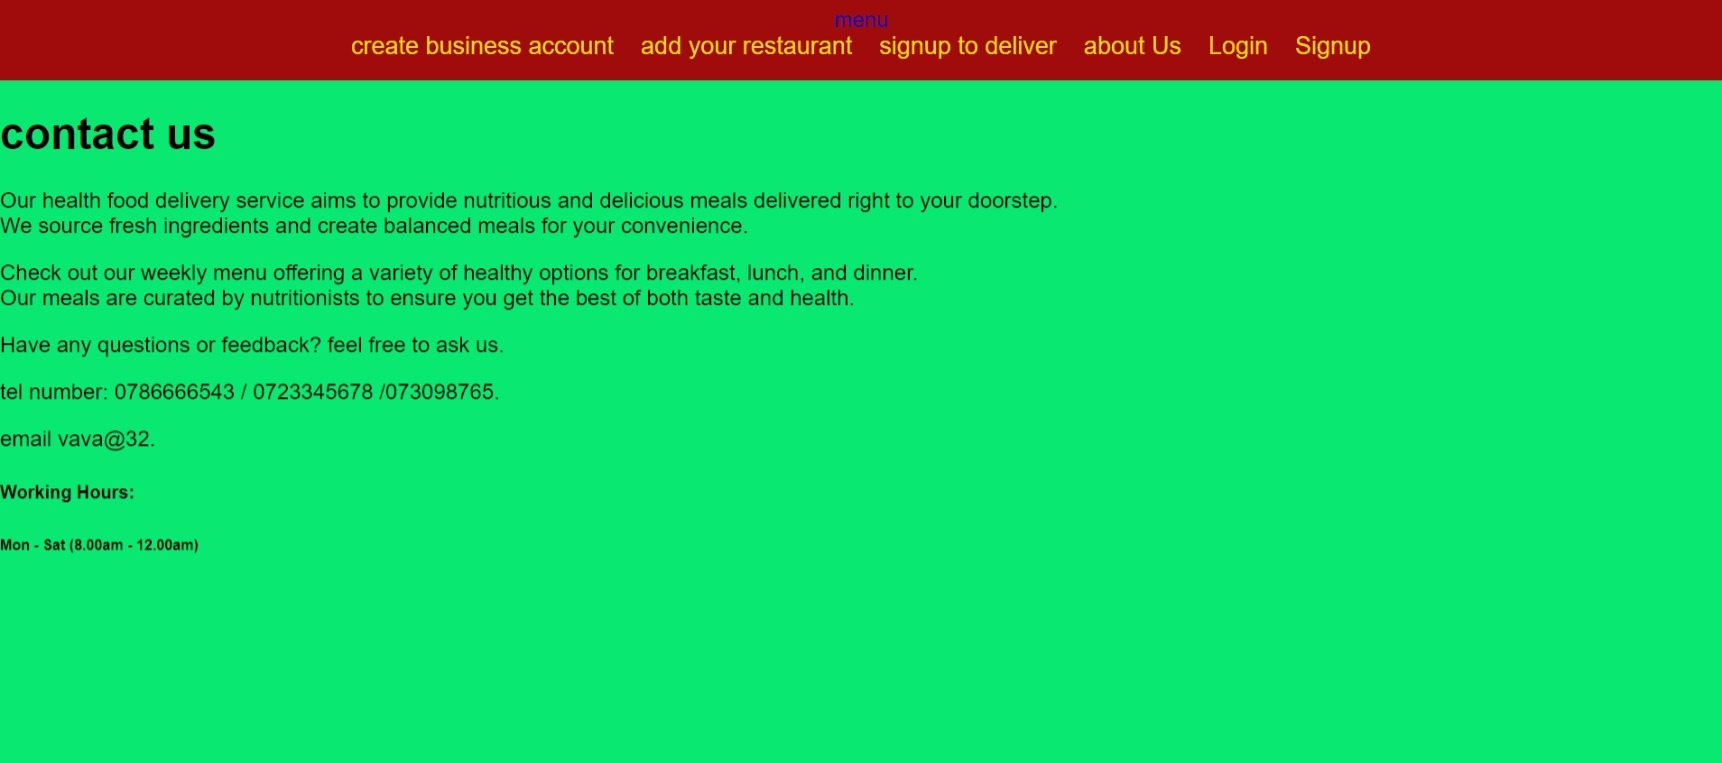 menu
create business account add your restaurant signup to deliver about Us Login Signup
contact us
Our health food delivery service aims to provide nutritious and delicious meals delivered right to your doorstep.
We source fresh ingredients and create balanced meals for your convenience.
Check out our weekly menu offering a variety of healthy options for breakfast, lunch, and dinner.
Our meals are curated by nutritionists to ensure you get the best of both taste and health.
Have any questions or feedback? feel free to ask us.
tel number: 0786666543 / 0723345678 /073098765.
email vava@32.
Working Hours:
Mon - Sat (8.00am - 12.00am)